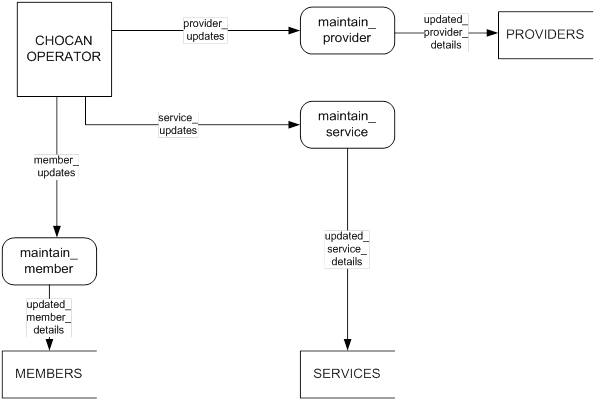 CHOCAN
OPERATOR
provider_
updates
maintain_
provider
updated_
provider_
details
PROVIDERS
service_
updates
maintain_
service
member_
updates
updated_
service_
details
maintain_
member
updated_
member_
details
MEMBERS
SERVICES